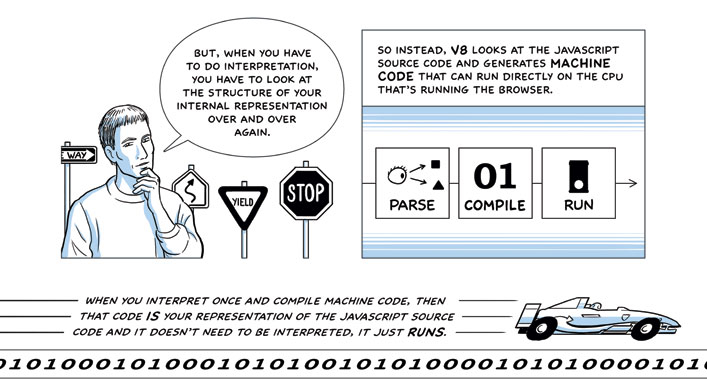 BUT, WHEN YOU HAVE
TO DO INTERPRETATION,
YOU HAVE TO LOOK AT
THE STRUCTURE OF YOUR
INTERNAL REPRESENTATION
OVER AND OVER
AGAIN.
WAY
YIELD
STOP
SO INSTEAD, V8 LOOKS AT THE JAVASCRIPT
SOURCE CODE AND GENERATES MACHINE
CODE THAT CAN RUN DIRECTLY ON THE CPU
THAT'S RUNNING THE BROWSER.
01
PARSE
COMPILE
RUN
WHEN YOU INTERPRET ONCE AND COMPILE MACHINE CODE, THEN
THAT CODE IS YOUR REPRESENTATION OF THE JAVASCRIPT SOURCE
CODE AND IT DOESN'T NEED TO BE INTERPRETED, IT JUST RUNS.
0101000101000101010001010100001010100001010